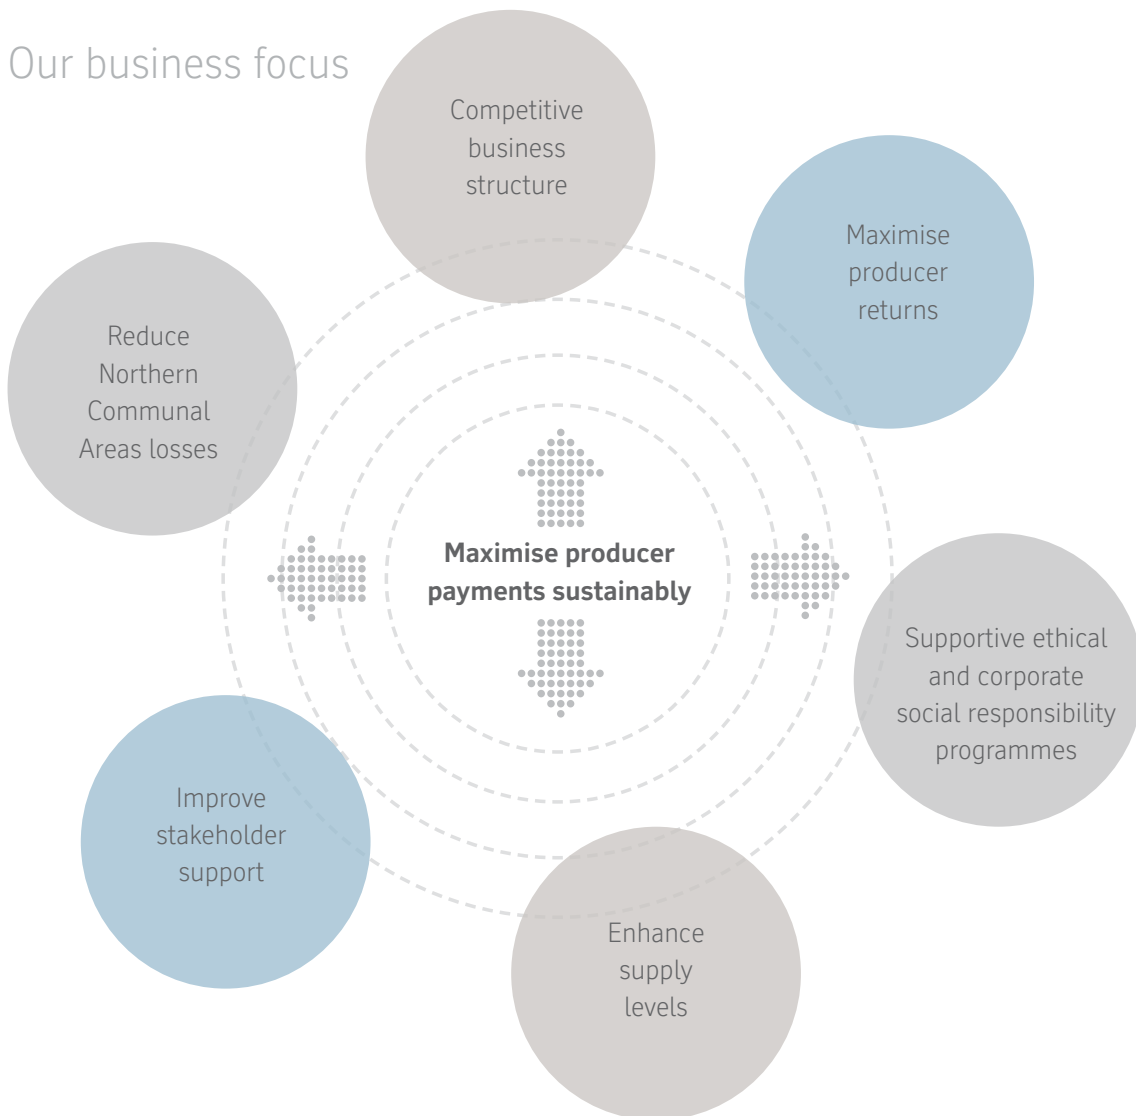 Our business focus
Competitive
business
structure
Maximise
producer
returns
Reduce
Northern
Communal
Areas losses
Maximise producer
payments sustainably
Supportive ethical
and corporate
social responsibility
programmes
Improve
stakeholder
support
Enhance
supply
levels